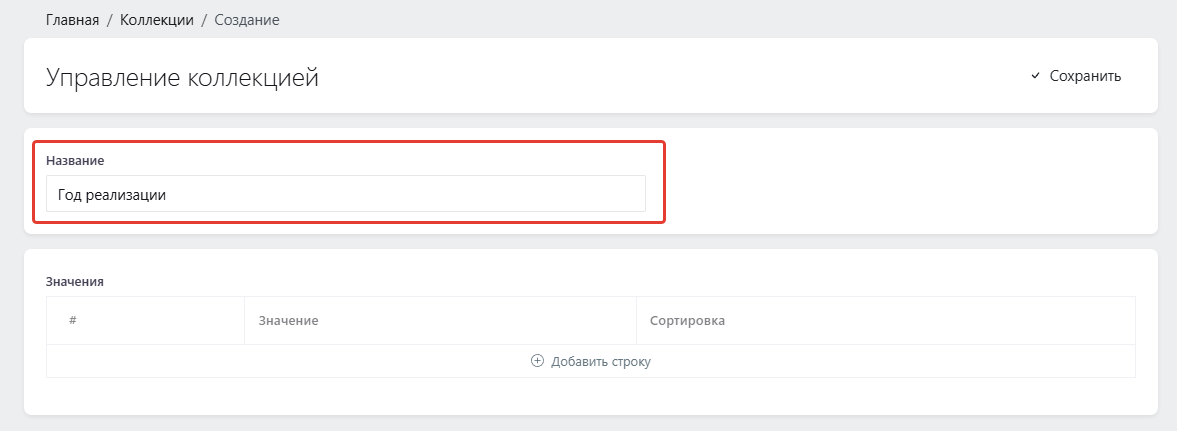 Главная / Коллекции / Создание
Управление коллекцией
Сохранить
Название
Год реализации
Значения
# Значение Сортировка
Добавить строку